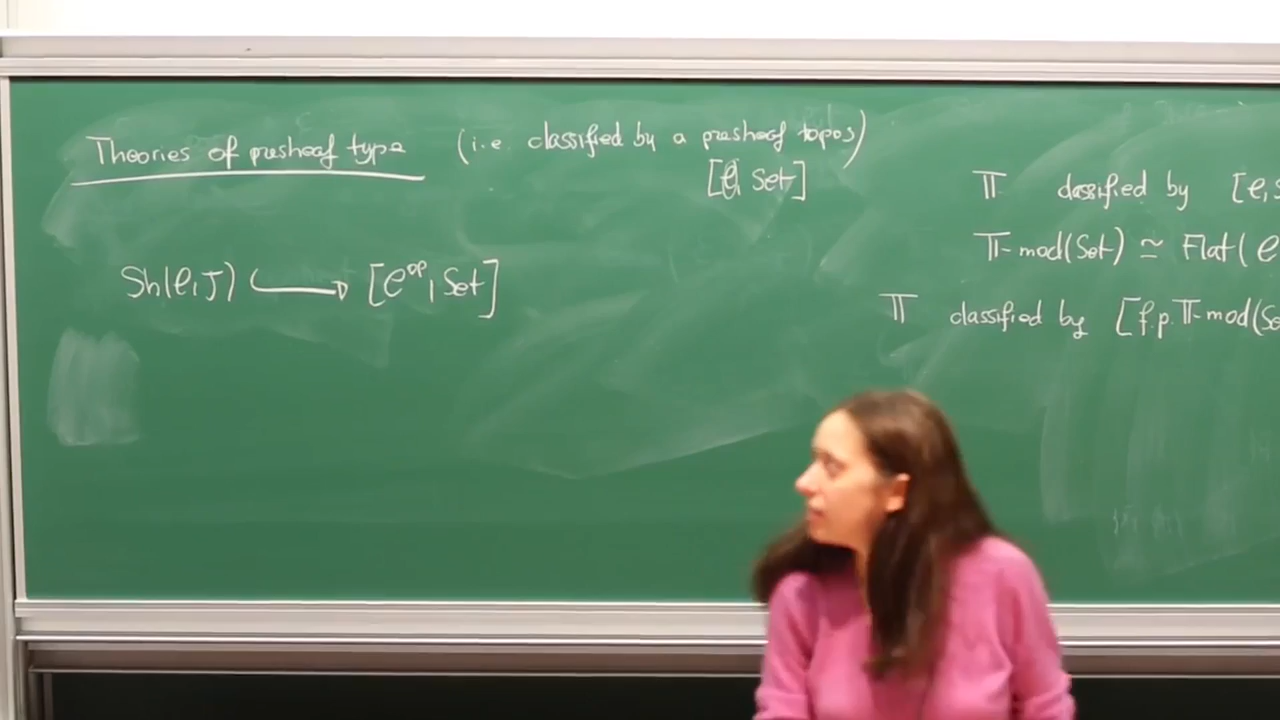 Theories of presheaf type (i.e. classified by a presheaf topos)
[C, Set]
Sh(C, J) ↪ [C^op, Set]
𝕋 classified by [C, S
𝕋-mod(Set) ≃ Flat(C
𝕋 classified by [f.p. 𝕋-mod(Se